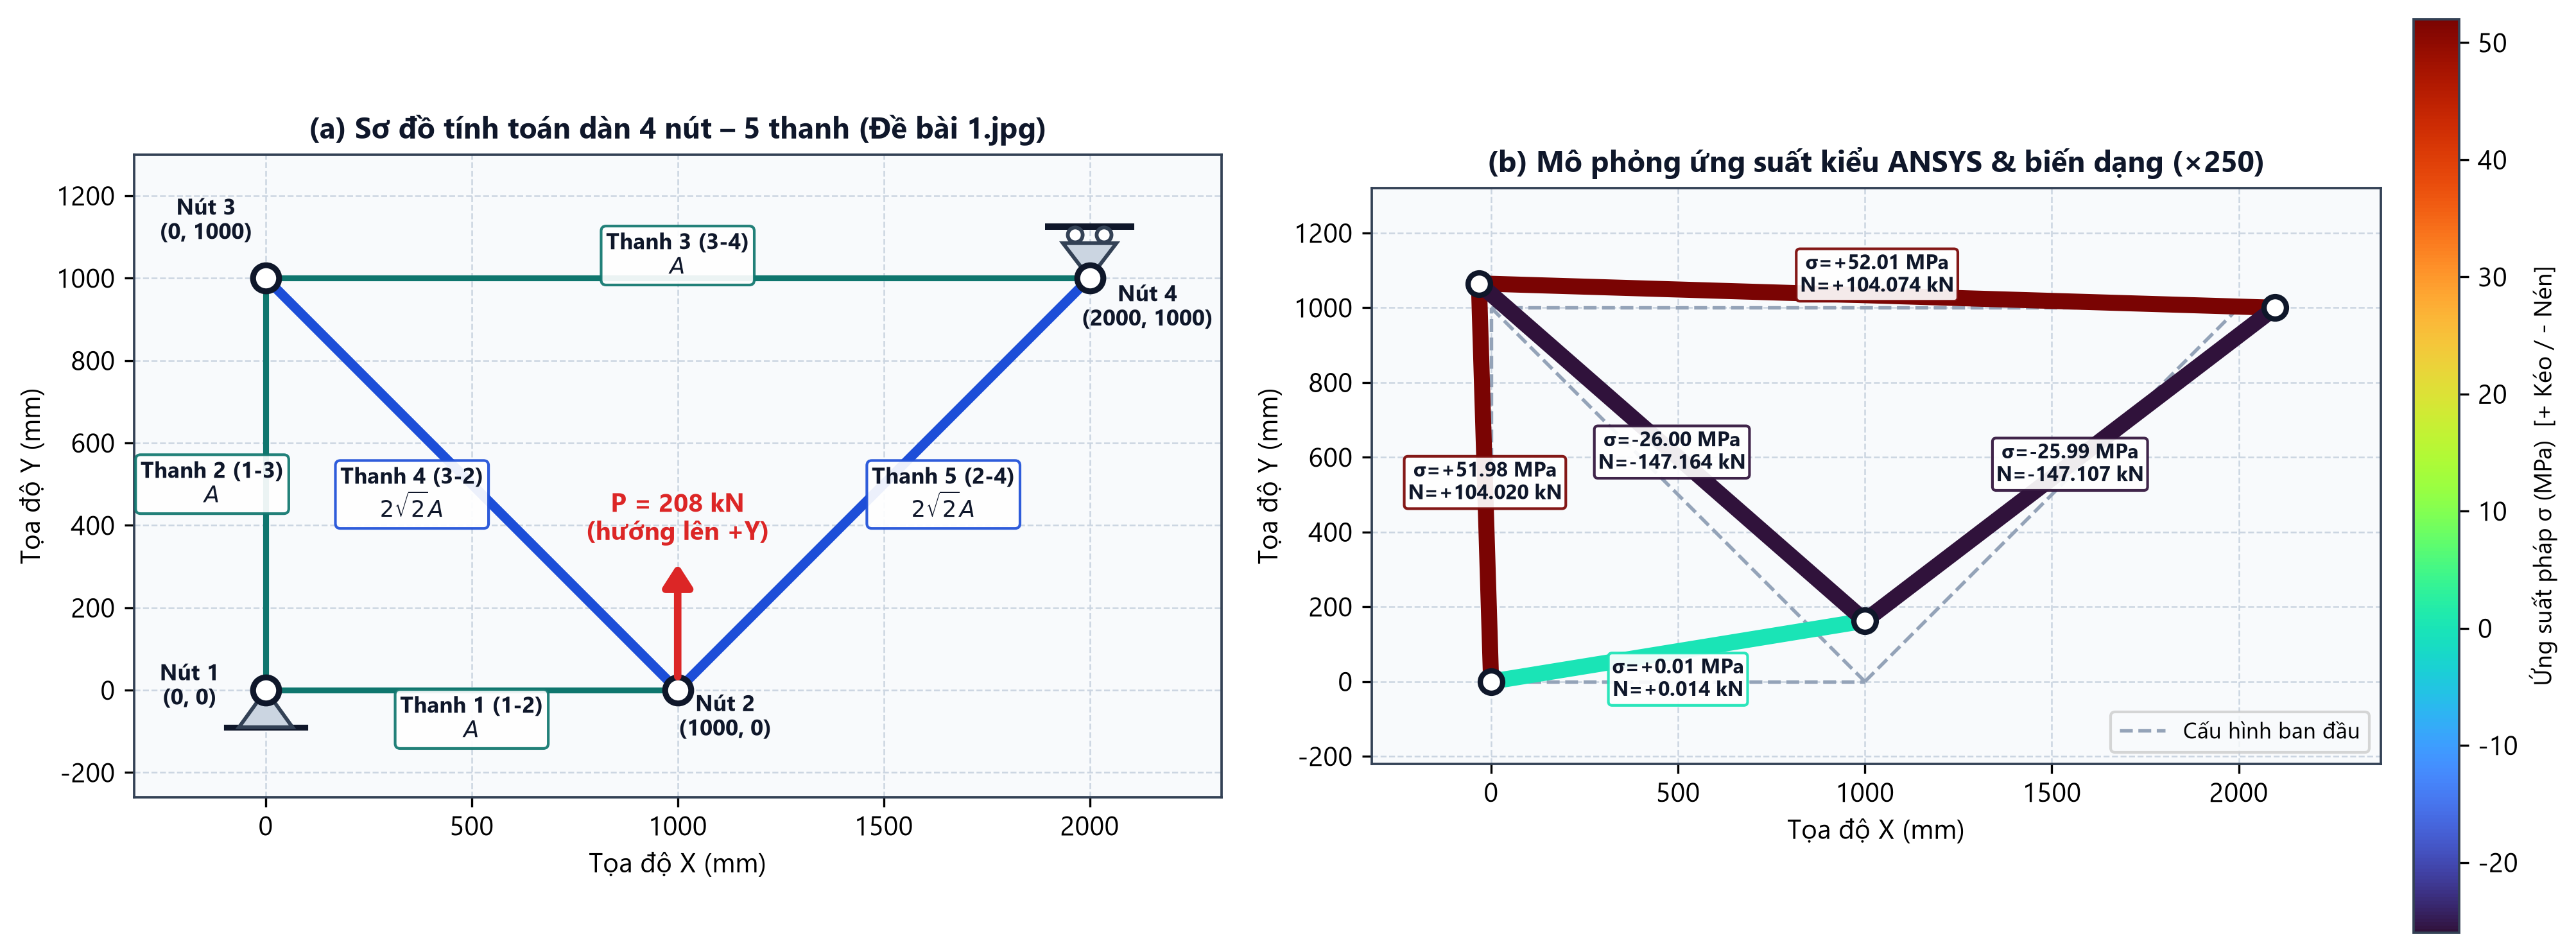 (a) Sơ đồ tính toán dàn 4 nút – 5 thanh (Đề bài 1.jpg)
Tọa độ Y (mm)
1200
1000
800
600
400
200
0
-200
Nút 3
(0, 1000)
Thanh 3 (3-4)
A
Nút 4
(2000, 1000)
Thanh 2 (1-3)
A
Thanh 4 (3-2)
2√2A
P = 208 kN
(hướng lên +Y)
Thanh 5 (2-4)
2√2A
Nút 1
(0, 0)
Thanh 1 (1-2)
A
Nút 2
(1000, 0)
0
500
1000
1500
2000
Tọa độ X (mm)
(b) Mô phỏng ứng suất kiểu ANSYS & biến dạng (×250)
Tọa độ Y (mm)
1200
1000
800
600
400
200
0
-200
σ=+52.01 MPa
N=+104.074 kN
σ=+51.98 MPa
N=+104.020 kN
σ=-26.00 MPa
N=-147.164 kN
σ=-25.99 MPa
N=-147.107 kN
σ=+0.01 MPa
N=+0.014 kN
Cấu hình ban đầu
0
500
1000
1500
2000
Tọa độ X (mm)
50
40
30
20
10
0
-10
-20
Ứng suất pháp σ (MPa) [+ Kéo / - Nén]